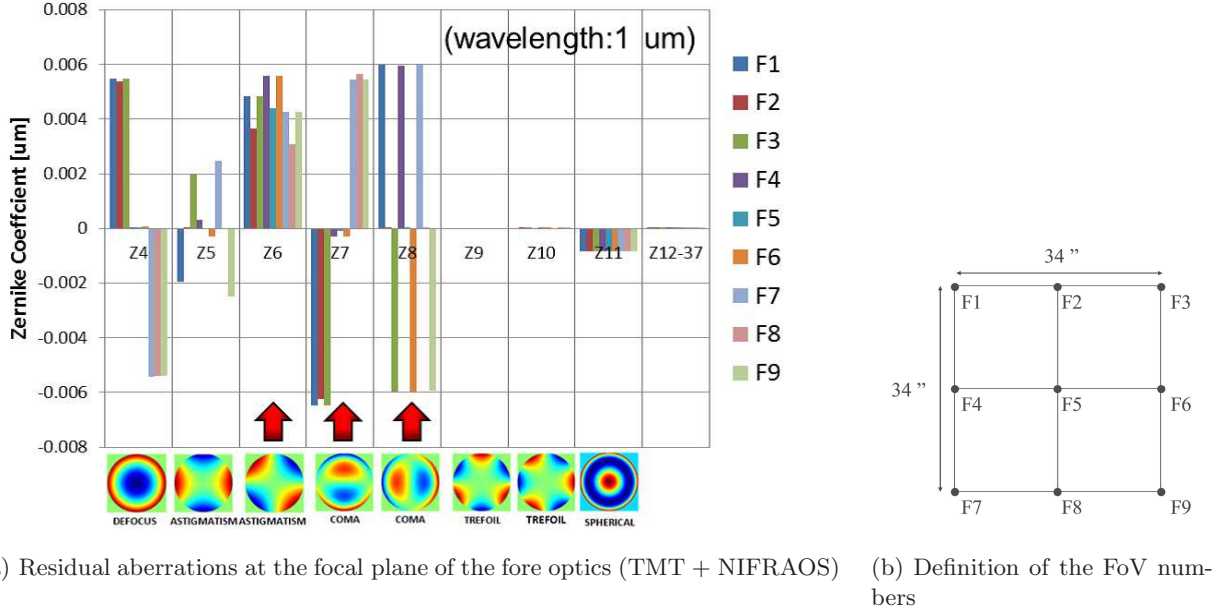 0.008
(wavelength:1 um)
0.006
0.004
0.002
0
-0.002
-0.004
-0.006
-0.008
Zernike Coeffcient [um]
Z4 Z5 Z6 Z7 Z8 Z9 Z10 Z11 Z12-37
F1
F2
F3
F4
F5
F6
F7
F8
F9
DEFOCUS ASTIGMATISM ASTIGMATISM COMA COMA TREFOIL TREFOIL SPHERICAL
34 ”
34 ”
F1 F2 F3
F4 F5 F6
F7 F8 F9
) Residual aberrations at the focal plane of the fore optics (TMT + NIFRAOS)
(b) Definition of the FoV num-
bers